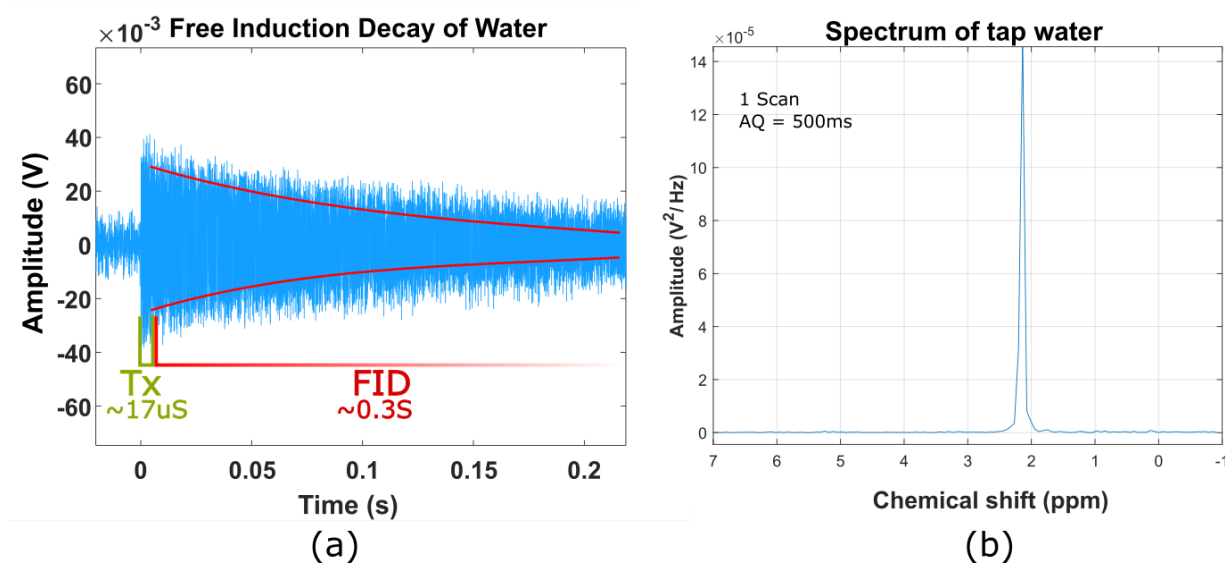 ×10⁻³ Free Induction Decay of Water
60
40
20
0
-20
-40
-60
Amplitude (V)
Tx
~17uS
FID
~0.3S
0 0.05 0.1 0.15 0.2
Time (s)
(a)
Spectrum of tap water
×10⁻⁵
1 Scan
AQ = 500ms
14
12
10
8
6
4
2
0
Amplitude (V²/Hz)
7 6 5 4 3 2 1 0 -1
Chemical shift (ppm)
(b)